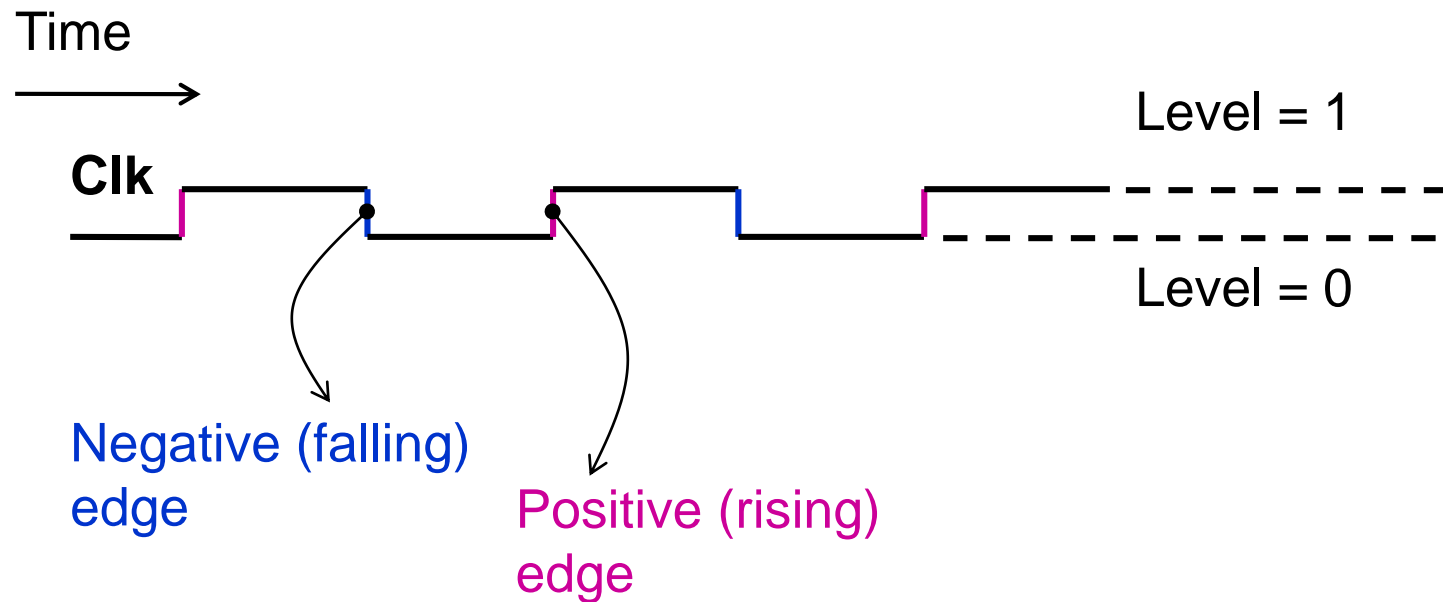 Time
Level = 1
Clk
Level = 0
Negative (falling)
edge
Positive (rising)
edge